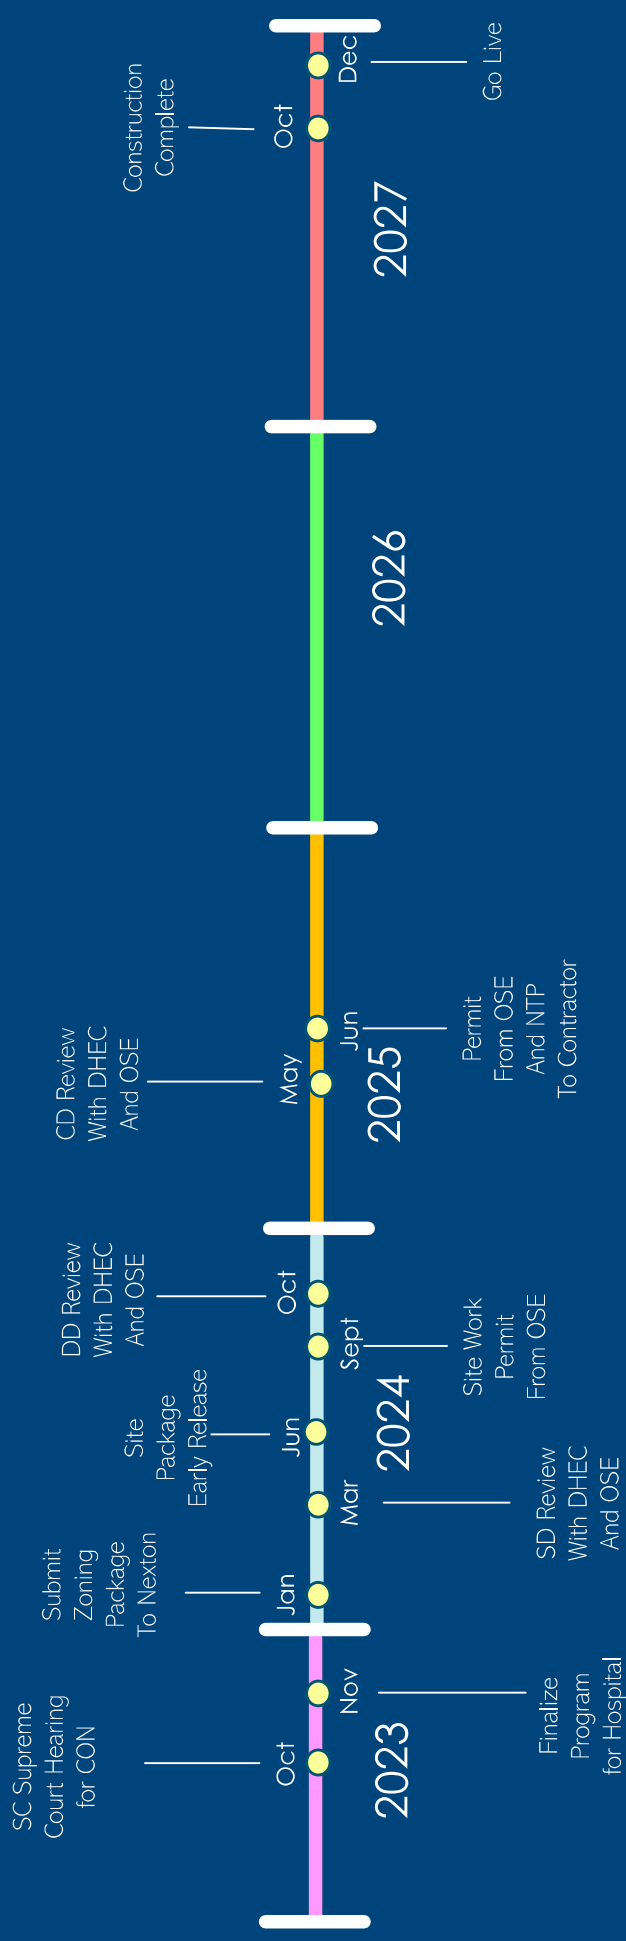 SC Supreme
Court Hearing
for CON
Oct
2023
Nov
Finalize
Program
for Hospital
Submit
Zoning
Package
To Nexton
Jan
2024
Mar
SD Review
With DHEC
And OSE
Site
Package
Early Release
Jun
Sept
Site Work
Permit
From OSE
DD Review
With DHEC
And OSE
Oct
2025
CD Review
With DHEC
And OSE
May
Jun
Permit
From OSE
And NTP
To Contractor
2026
2027
Construction
Complete
Oct
Dec
Go Live